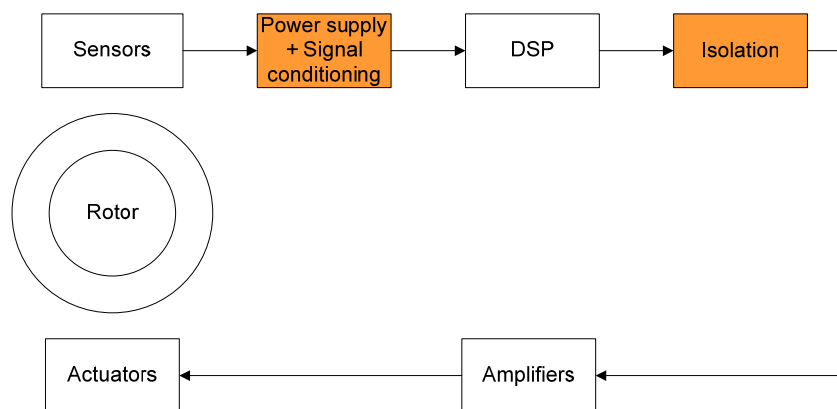 Sensors
Power supply
+ Signal
conditioning
DSP
Isolation
Rotor
Actuators
Amplifiers